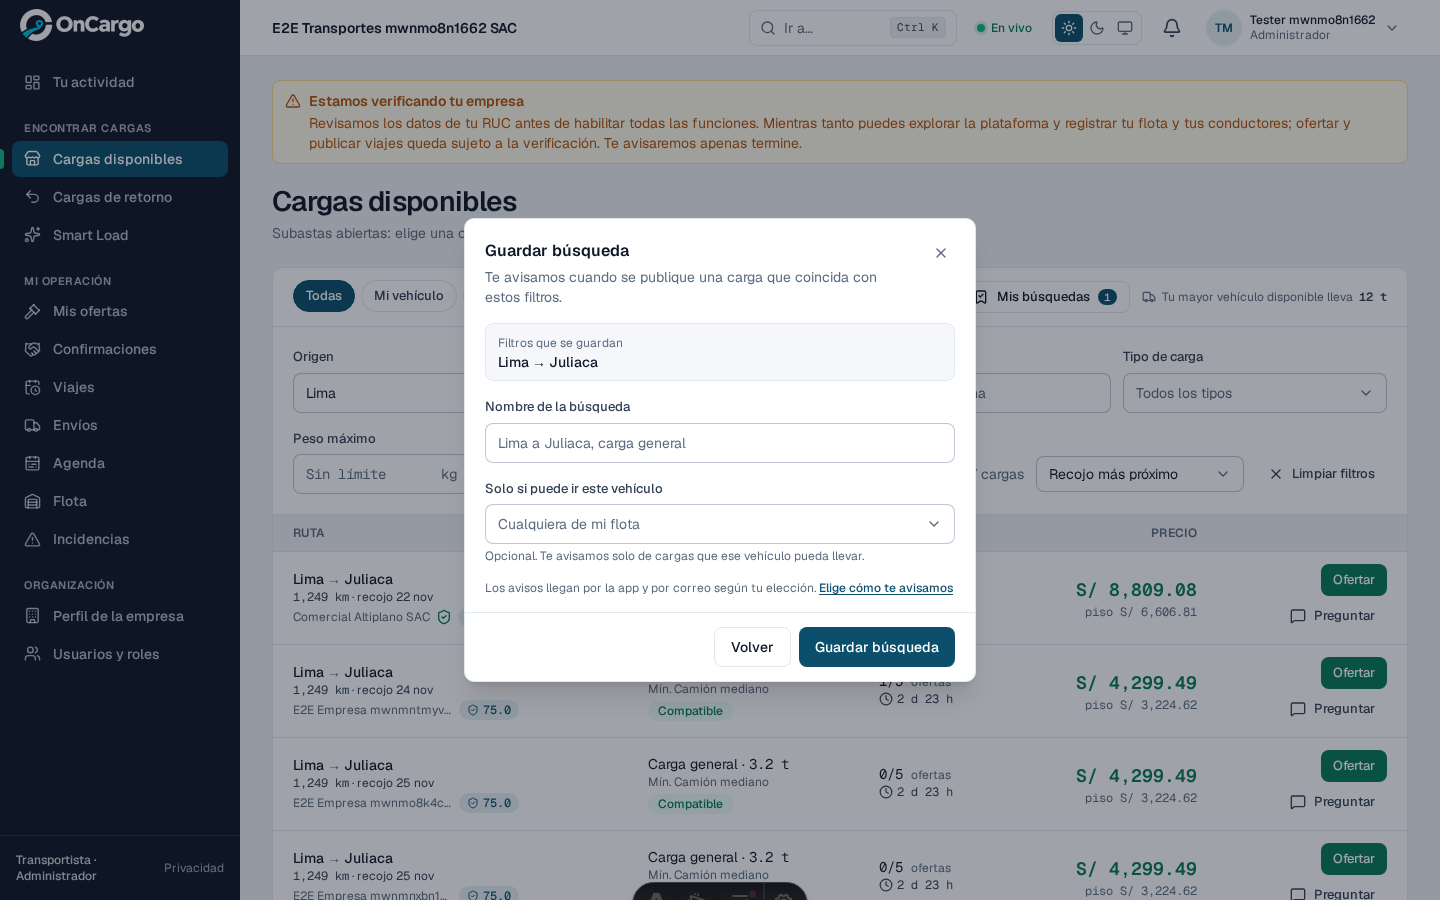 OnCargo
E2E Transportes mwnmo8n1662 SAC
Ir a...
Ctrl K
En vivo
TM
Tester mwnmo8n1662
Administrador
Tu actividad
ENCONTRAR CARGAS
Cargas disponibles
Cargas de retorno
Smart Load
MI OPERACIÓN
Mis ofertas
Confirmaciones
Viajes
Envíos
Agenda
Flota
Incidencias
ORGANIZACIÓN
Perfil de la empresa
Usuarios y roles
Transportista ·
Administrador
Privacidad
Estamos verificando tu empresa
Revisamos los datos de tu RUC antes de habilitar todas las funciones. Mientras tanto puedes explorar la plataforma y registrar tu flota y tus conductores; ofertar y
publicar viajes queda sujeto a la verificación. Te avisaremos apenas termine.
Cargas disponibles
Subastas abiertas: elige una
Todas
Mi vehículo
Mis búsquedas 1
Tu mayor vehículo disponible lleva 12 t
Origen
Lima
Tipo de carga
Todos los tipos
Peso máximo
Sin límite kg
cargas
Recojo más próximo
Limpiar filtros
Guardar búsqueda
Te avisamos cuando se publique una carga que coincida con
estos filtros.
Filtros que se guardan
Lima → Juliaca
Nombre de la búsqueda
Lima a Juliaca, carga general
Solo si puede ir este vehículo
Cualquiera de mi flota
Opcional. Te avisamos solo de cargas que ese vehículo pueda llevar.
Los avisos llegan por la app y por correo según tu elección. Elige cómo te avisamos
Volver
Guardar búsqueda
RUTA
PRECIO
Lima → Juliaca
1,249 km · recojo 22 nov
Comercial Altiplano SAC
S/ 8,809.08
piso S/ 6,606.81
Ofertar
Preguntar
Lima → Juliaca
1,249 km · recojo 24 nov
E2E Empresa mwnmntmyv... 75.0
Mín. Camión mediano
Compatible
1/5 ofertas
2 d 23 h
S/ 4,299.49
piso S/ 3,224.62
Ofertar
Preguntar
Lima → Juliaca
1,249 km · recojo 25 nov
E2E Empresa mwnmo8k4c... 75.0
Carga general · 3.2 t
Mín. Camión mediano
Compatible
0/5 ofertas
2 d 23 h
S/ 4,299.49
piso S/ 3,224.62
Ofertar
Preguntar
Lima → Juliaca
1,249 km · recojo 25 nov
E2E Empresa mwnmnxbn1... 75.0
Carga general · 3.2 t
Mín. Camión mediano
0/5 ofertas
2 d 23 h
S/ 4,299.49
piso S/ 3,224.62
Ofertar
Preguntar